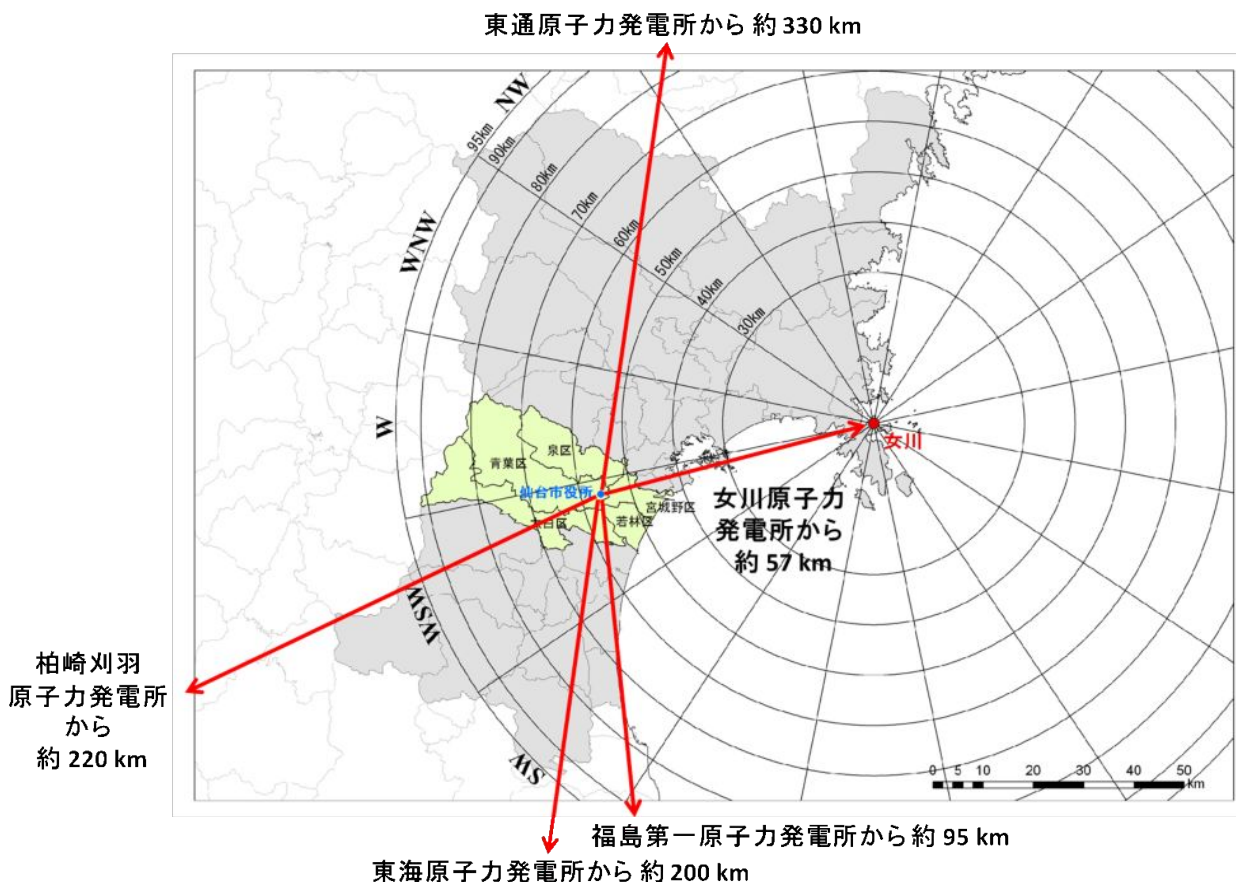 東通原子力発電所から 約 330 km
NW
95km
90km
80km
70km
60km
50km
40km
30km
WNW
W
泉区
青葉区
仙台市役所
宮城野区
若林区
太白区
女川
女川原子力
発電所から
約 57 km
WSW
SW
柏崎刈羽
原子力発電所
から
約 220 km
0 5 10 20 30 40 50
km
福島第一原子力発電所から 約 95 km
東海原子力発電所から 約 200 km